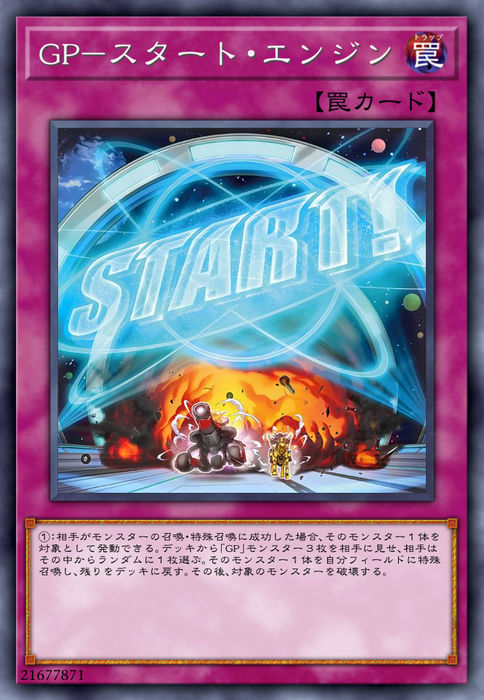 GP－スタート・エンジン
トラップ
罠
【罠カード】
START!
①：相手がモンスターの召喚・特殊召喚に成功した場合、そのモンスター１体を
対象として発動できる。デッキから「GP」モンスター３枚を相手に見せ、相手は
その中からランダムに１枚選ぶ。そのモンスター１体を自分フィールドに特殊
召喚し、残りをデッキに戻す。その後、対象のモンスターを破壊する。
21677871